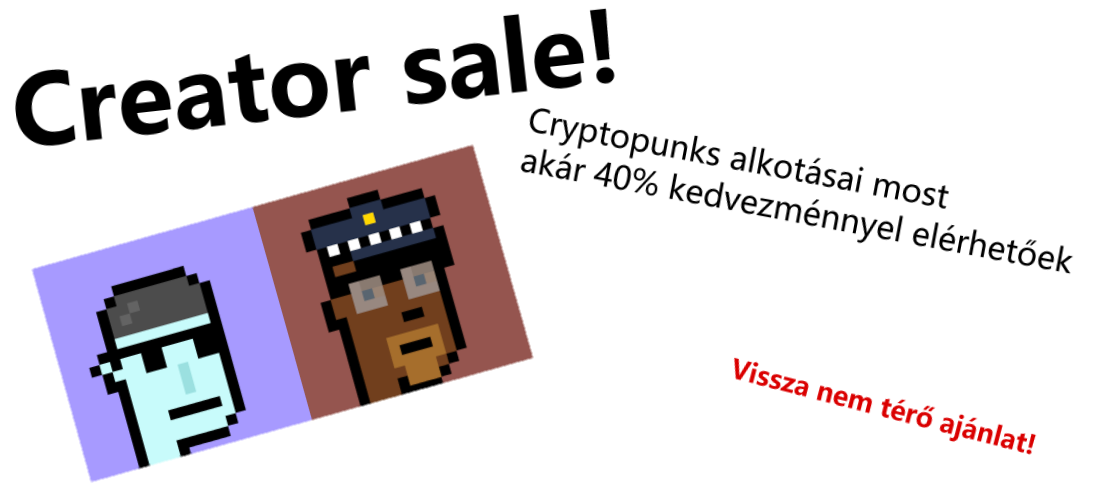 Creator sale!
Cryptopunks alkotásai most
akár 40% kedvezménnyel elérhetőek
Vissza nem térő ajánlat!